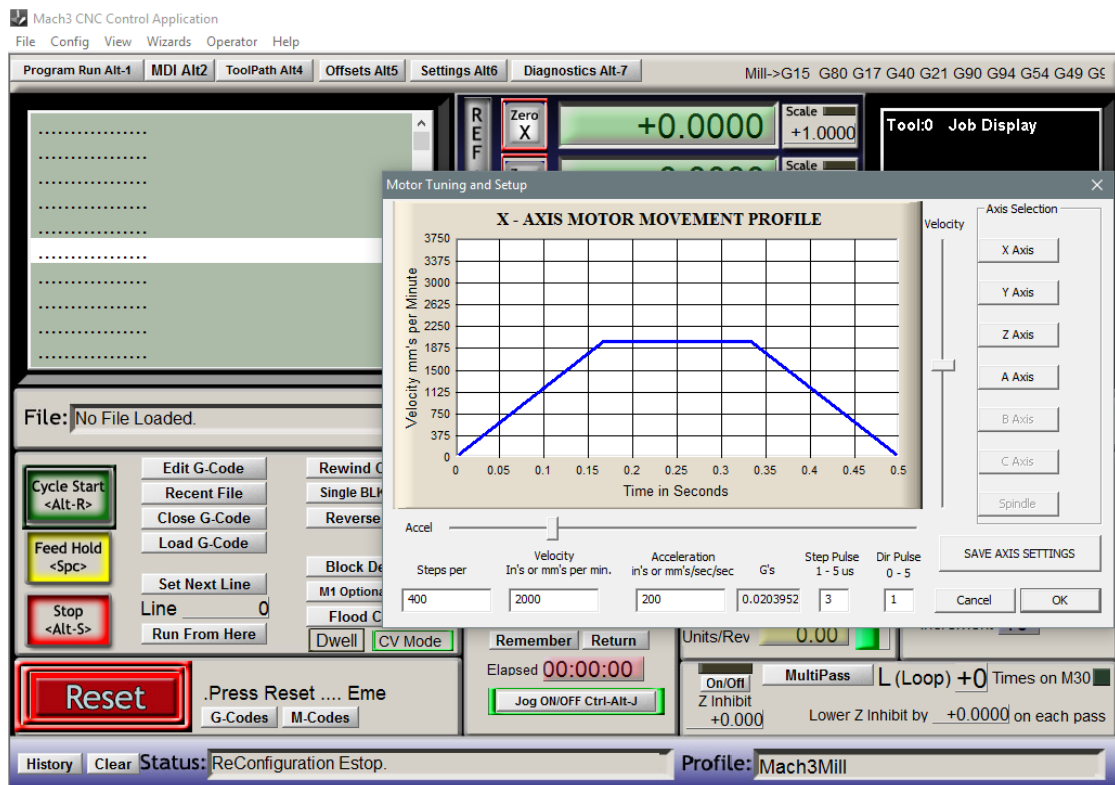 Mach3 CNC Control Application
File Config View Wizards Operator Help
Program Run Alt-1 MDI Alt2 ToolPath Alt4 Offsets Alt5 Settings Alt6 Diagnostics Alt-7 Mill->G15 G80 G17 G40 G21 G90 G94 G54 G49
REF
Zero X
+0.0000
Scale
+1.0000
Tool:0 Job Display
Scale
Motor Tuning and Setup
X - AXIS MOTOR MOVEMENT PROFILE
Velocity mm's per Minute
3750
3375
3000
2625
2250
1875
1500
1125
750
375
0
0 0.05 0.1 0.15 0.2 0.25 0.3 0.35 0.4 0.45 0.5
Time in Seconds
Velocity
Axis Selection
X Axis
Y Axis
Z Axis
A Axis
B Axis
C Axis
Spindle
Accel
Steps per
Velocity
In's or mm's per min.
Acceleration
in's or mm's/sec/sec
G's
Step Pulse
1 - 5 us
Dir Pulse
0 - 5
400 2000 200 0.0203952 3 1
SAVE AXIS SETTINGS
Cancel OK
File: No File Loaded.
Cycle Start
<Alt-R>
Feed Hold
<Spc>
Stop
<Alt-S>
Edit G-Code
Recent File
Close G-Code
Load G-Code
Set Next Line
Line 0
Run From Here
Rewind
Single BLK
Reverse
Block
M1
Flood
Dwell CV Mode
Remember Return
Elapsed 00:00:00
Jog ON/OFF Ctrl-Alt-J
Units/Rev 0.00
On/Off
Z Inhibit
+0.000
MultiPass L (Loop) +0 Times on M30
Lower Z Inhibit by +0.0000 on each pass
Reset
.Press Reset .... Eme
G-Codes M-Codes
History Clear Status: ReConfiguration Estop. Profile: Mach3Mill